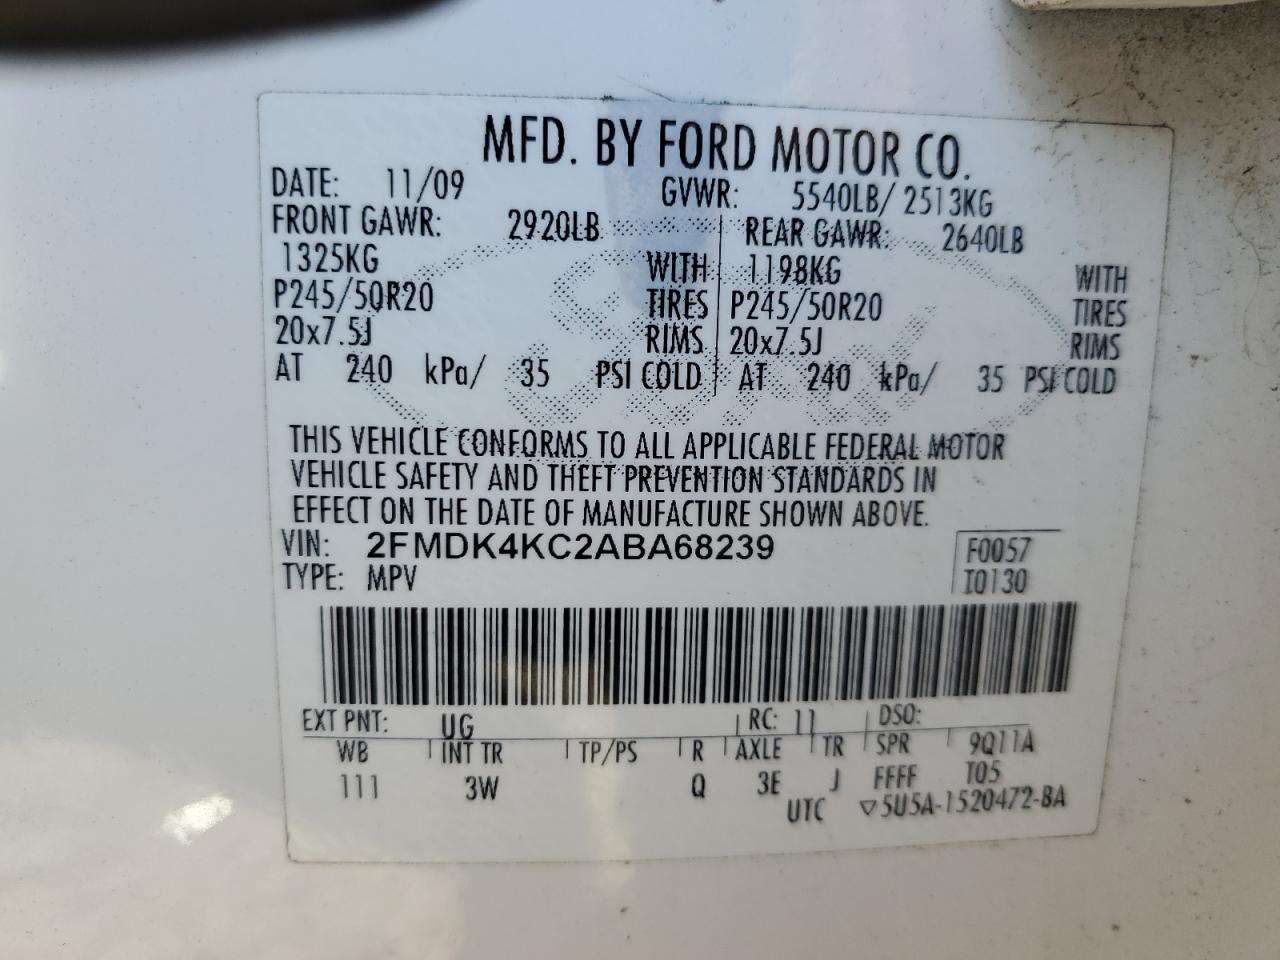 MFD. BY FORD MOTOR CO.
DATE: 11/09 GVWR: 5540LB/ 2513KG
FRONT GAWR: 2920LB REAR GAWR: 2640LB
1325KG WITH 1198KG WITH
P245/50R20 TIRES P245/50R20 TIRES
20x7.5J RIMS 20x7.5J RIMS
AT 240 kPa/ 35 PSI COLD AT 240 kPa/ 35 PSI COLD
THIS VEHICLE CONFORMS TO ALL APPLICABLE FEDERAL MOTOR
VEHICLE SAFETY AND THEFT PREVENTION STANDARDS IN
EFFECT ON THE DATE OF MANUFACTURE SHOWN ABOVE.
VIN: 2FMDK4KC2ABA68239 F0057
TYPE: MPV I0130
EXT PNT: UG RC: 11 DSO:
WB INT TR TP/PS R AXLE TR SPR 9Q11A
111 3W Q 3E J FFFF T05
UTC ▽5U5A-1520472-BA